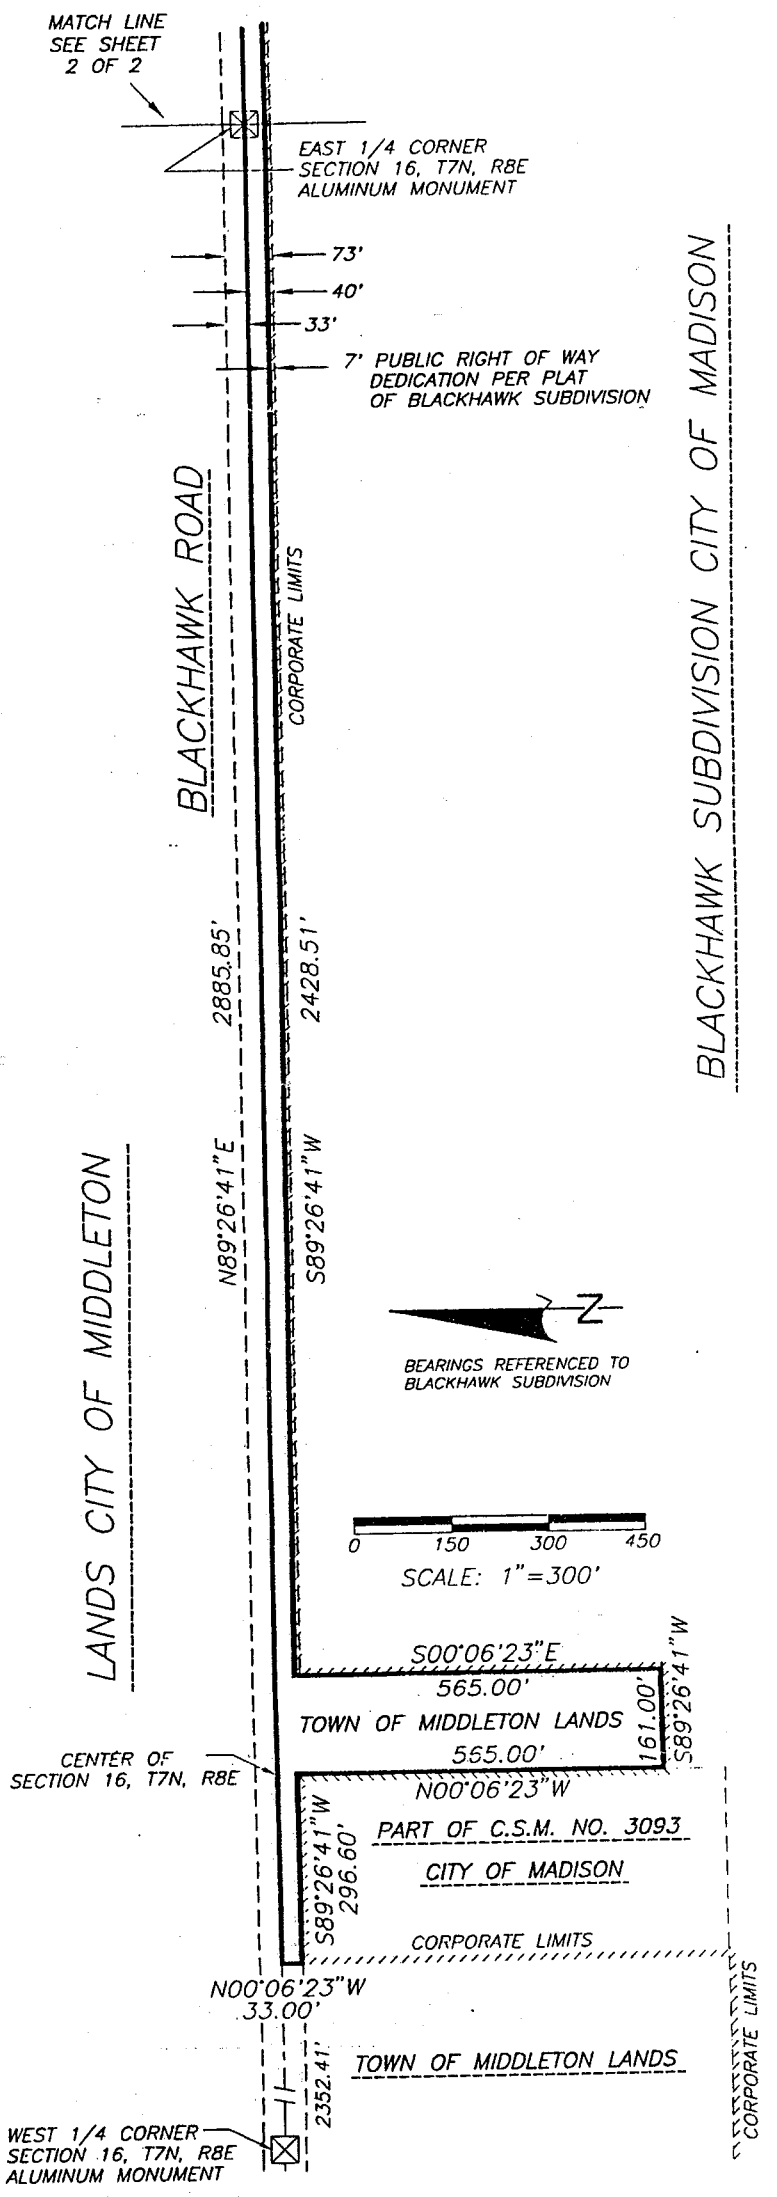 MATCH LINE
SEE SHEET
2 OF 2
EAST 1/4 CORNER
SECTION 16, T7N, R8E
ALUMINUM MONUMENT
73'
40'
33'
7' PUBLIC RIGHT OF WAY
DEDICATION PER PLAT
OF BLACKHAWK SUBDIVISION
BLACKHAWK SUBDIVISION CITY OF MADISON
BLACKHAWK ROAD
CORPORATE LIMITS
2885.85'
2428.51'
N89°26'41"E
S89°26'41"W
LANDS CITY OF MIDDLETON
N
BEARINGS REFERENCED TO
BLACKHAWK SUBDIVISION
0 150 300 450
SCALE: 1"=300'
S00°06'23"E
565.00'
TOWN OF MIDDLETON LANDS
161.00'
S89°26'41"W
565.00'
N00°06'23"W
CENTER OF
SECTION 16, T7N, R8E
S89°26'41"W
296.60'
PART OF C.S.M. NO. 3093
CITY OF MADISON
CORPORATE LIMITS
N00°06'23"W
33.00'
2352.41'
TOWN OF MIDDLETON LANDS
CORPORATE LIMITS
WEST 1/4 CORNER
SECTION 16, T7N, R8E
ALUMINUM MONUMENT